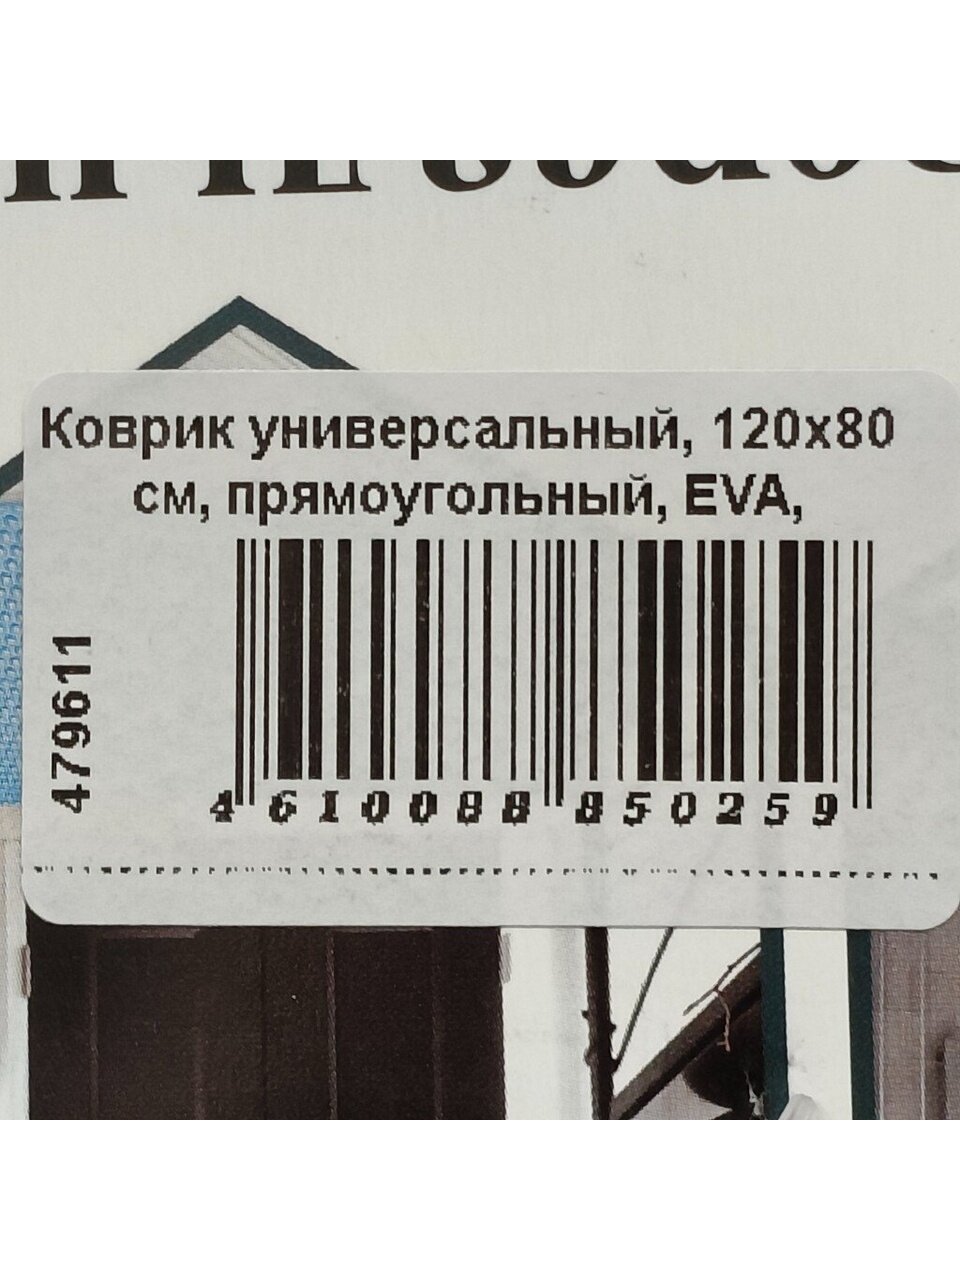 Коврик универсальный, 120х80
см, прямоугольный, EVA,
479611
4 610088 850259